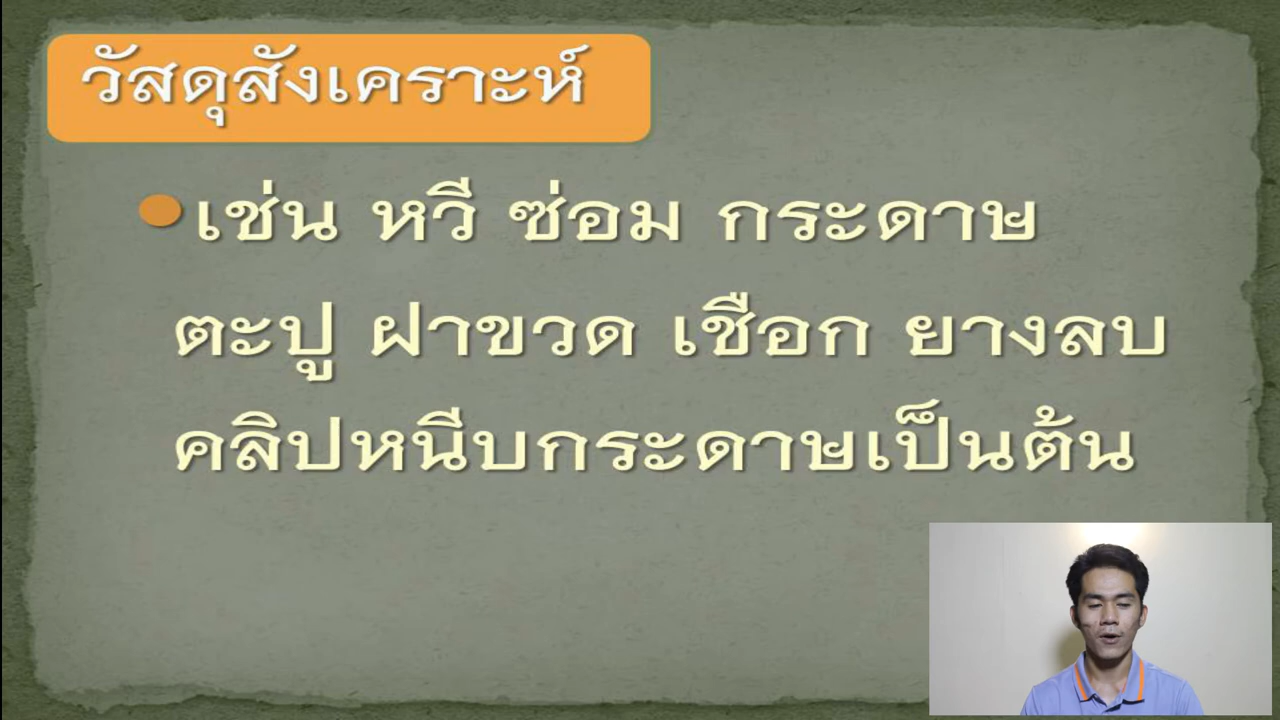 วัสดุสังเคราะห์
เช่น หวี ซ่อม กระดาษ
ตะปู ฝาขวด เชือก ยางลบ
คลิปหนีบกระดาษเป็นต้น